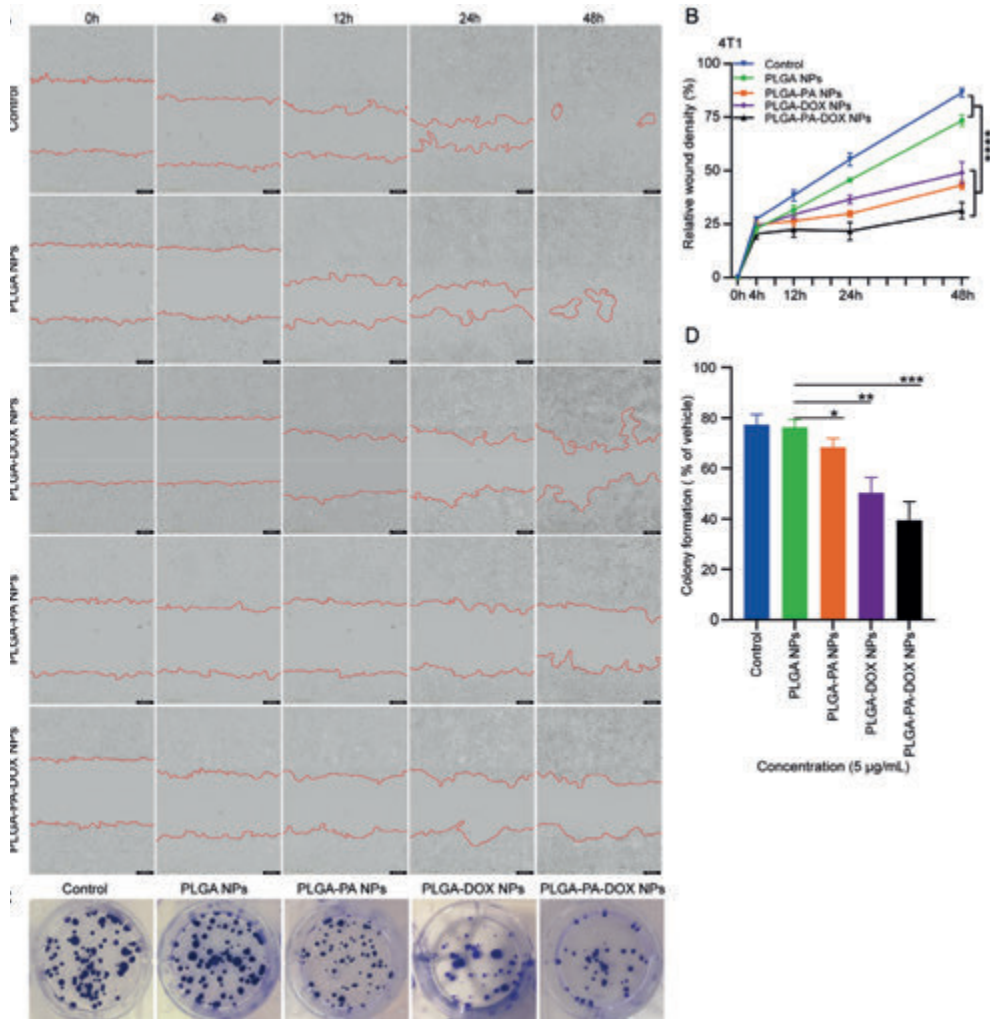 0h 4h 12h 24h 48h
Control
PLGA NPs
PLGA-DOX NPs
PLGA-PA NPs
PLGA-PA-DOX NPs
Control PLGA NPs PLGA-PA NPs PLGA-DOX NPs PLGA-PA-DOX NPs
B
4T1
Control
PLGA NPs
PLGA-PA NPs
PLGA-DOX NPs
PLGA-PA-DOX NPs
Relative wound density (%)
100
75
50
25
0
0h 4h 12h 24h 48h
****
D
Colony formation ( % of vehicle)
100
80
60
40
20
0
***
**
*
Control
PLGA NPs
PLGA-PA NPs
PLGA-DOX NPs
PLGA-PA-DOX NPs
Concentration (5 µg/mL)